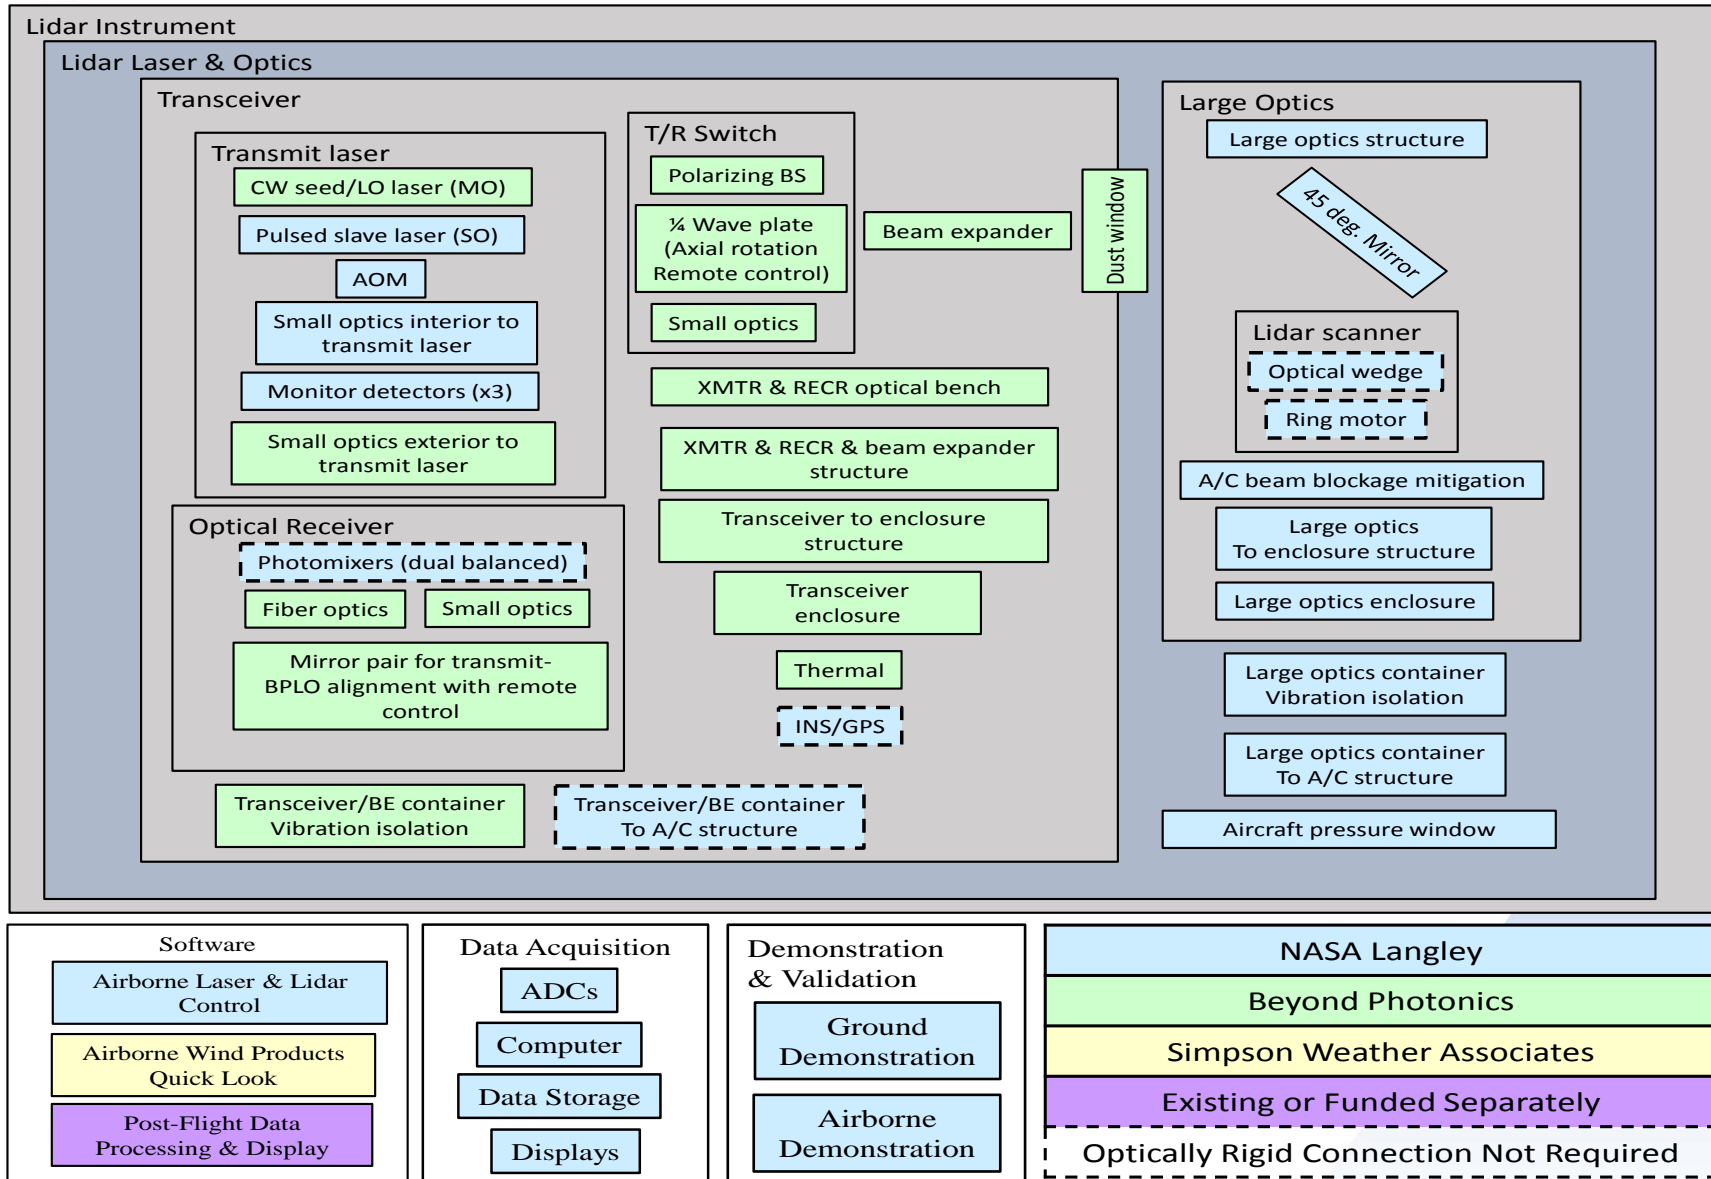 Lidar Instrument
Lidar Laser & Optics
Transceiver
Transmit laser
CW seed/LO laser (MO)
Pulsed slave laser (SO)
AOM
Small optics interior to
transmit laser
Monitor detectors (x3)
Small optics exterior to
transmit laser
Optical Receiver
Photomixers (dual balanced)
Fiber optics
Small optics
Mirror pair for transmit-
BPLO alignment with remote
control
Transceiver/BE container
Vibration isolation
T/R Switch
Polarizing BS
¼ Wave plate
(Axial rotation
Remote control)
Small optics
Beam expander
Dust window
XMTR & RECR optical bench
XMTR & RECR & beam expander
structure
Transceiver to enclosure
structure
Transceiver
enclosure
Thermal
INS/GPS
Transceiver/BE container
To A/C structure
Large Optics
Large optics structure
45 deg. Mirror
Lidar scanner
Optical wedge
Ring motor
A/C beam blockage mitigation
Large optics
To enclosure structure
Large optics enclosure
Large optics container
Vibration isolation
Large optics container
To A/C structure
Aircraft pressure window
Software
Airborne Laser & Lidar
Control
Airborne Wind Products
Quick Look
Post-Flight Data
Processing & Display
Data Acquisition
ADCs
Computer
Data Storage
Displays
Demonstration
& Validation
Ground
Demonstration
Airborne
Demonstration
NASA Langley
Beyond Photonics
Simpson Weather Associates
Existing or Funded Separately
Optically Rigid Connection Not Required